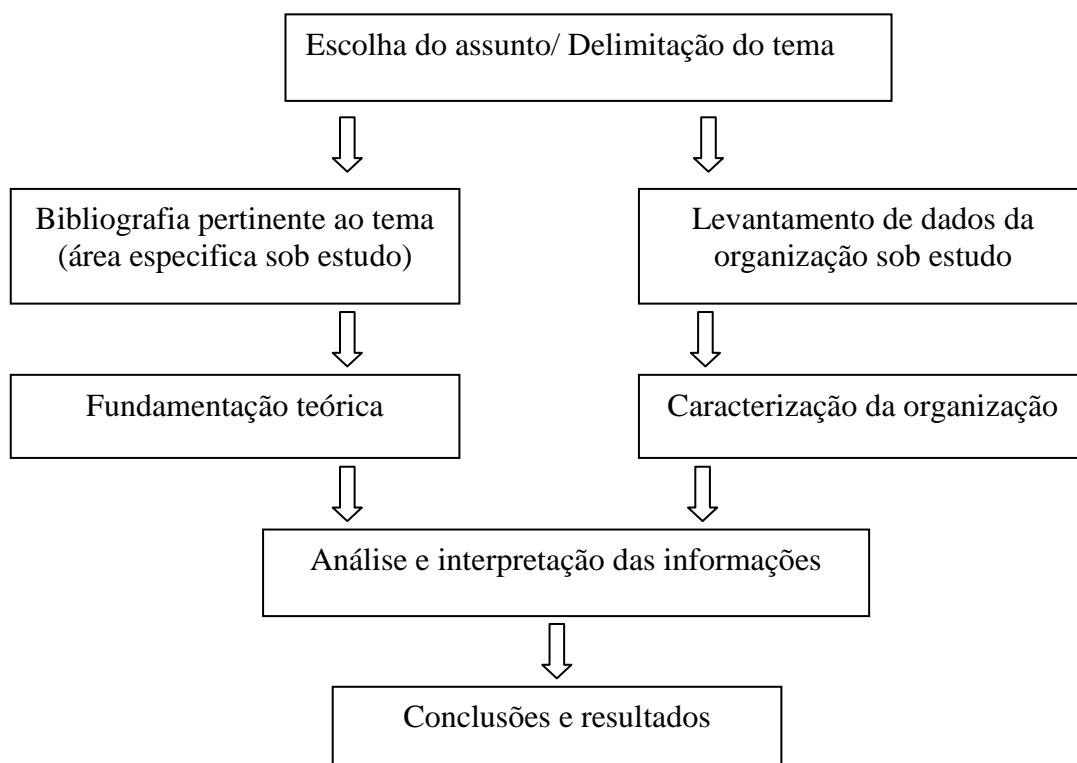 Escolha do assunto/ Delimitação do tema
Bibliografia pertinente ao tema
(área especifica sob estudo)
Levantamento de dados da
organização sob estudo
Fundamentação teórica
Caracterização da organização
Análise e interpretação das informações
Conclusões e resultados